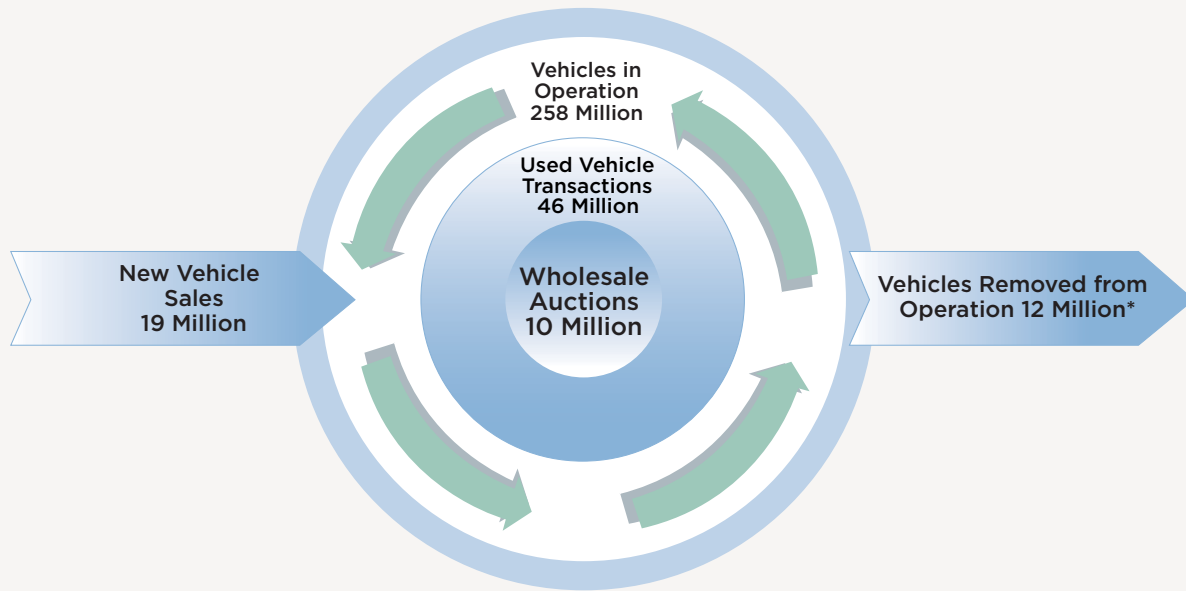 Vehicles in
Operation
258 Million
Used Vehicle
Transactions
46 Million
New Vehicle
Sales
19 Million
Wholesale
Auctions
10 Million
Vehicles Removed from
Operation 12 Million*